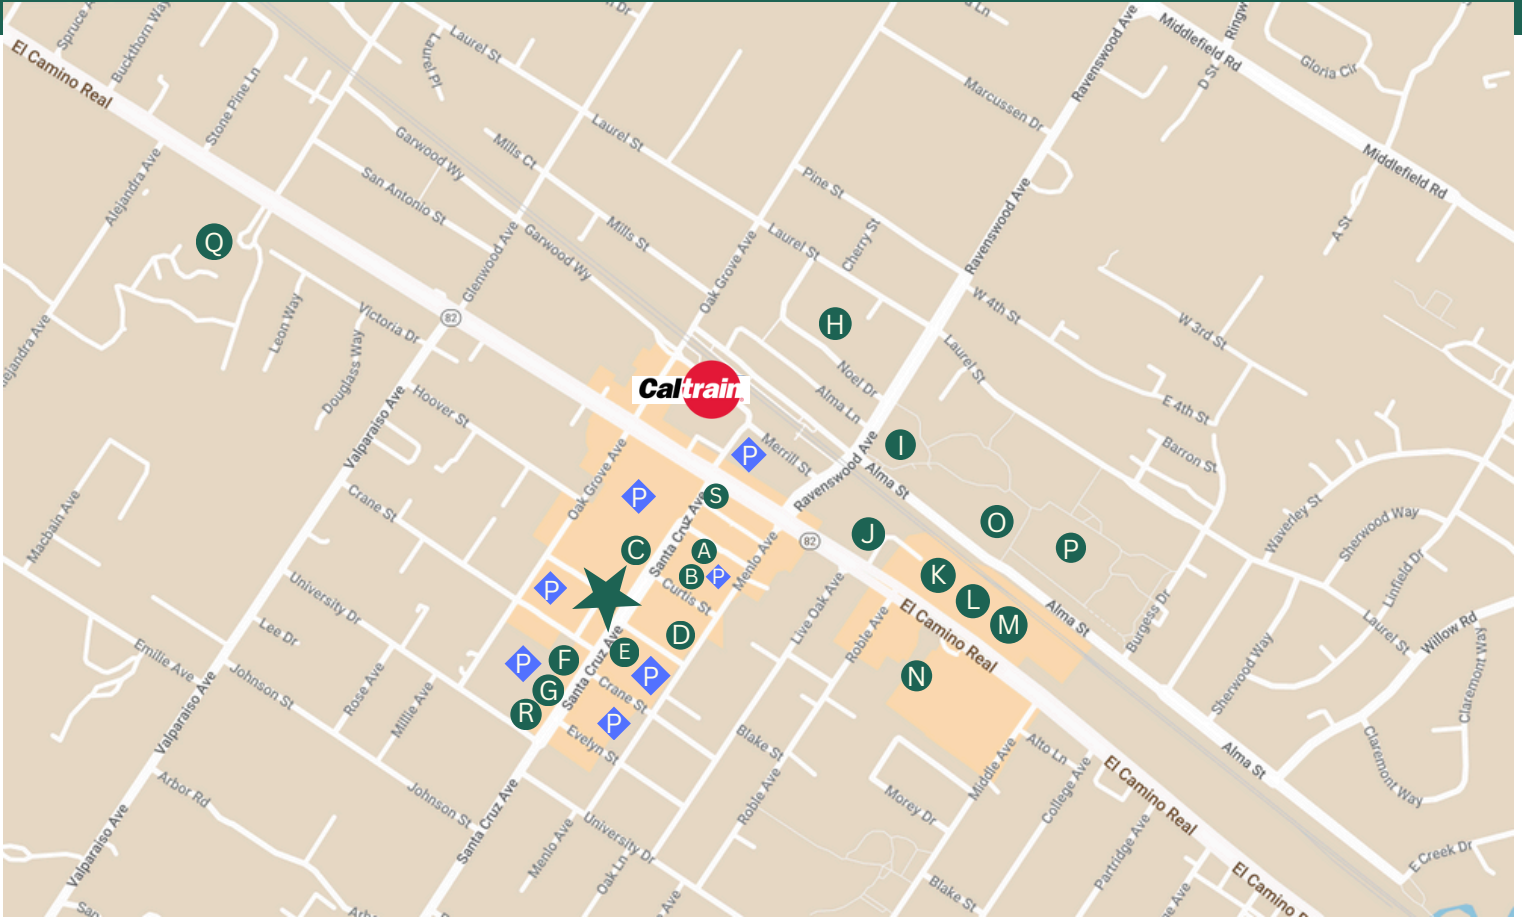 El Camino Real
Buckthorn Way
Stone Pine Ln
Laurel Pl
Laurel St
Laurel St
Mills Ct
Garwood Wy
San Antonio St
Alejandra Ave
Q
Glenwood Ave
Garwood Wy
Mills St
Oak Grove Ave
Laurel St
Pine St
Cherry St
Marcussen Dr
Ravenswood Ave
Middlefield Rd
D St
Gloria Cir
Middlefield Rd
A St
Ravenswood Ave
W 4th St
W 3rd St
Laurel St
E 4th St
Barron St
82
Victoria Dr
Leon Way
Douglass Way
Hoover St
Valparaiso Ave
H
Noel Dr
Alma Ln
Caltrain
P
Merrill St
Ravenswood Ave
I
Alma St
Oak Grove Ave
P
S
Santa Cruz Ave
Crane St
Macbain Ave
C
A
B
P
Menlo Ave
Curtis St
82
J
K
L
M
O
P
Waverley St
Sherwood Way
Linfield Dr
Laurel St
Willow Rd
Claremont Way
Burgess Dr
Alma St
Sherwood Way
P
D
E
F
P
G
R
P
P
Santa Cruz Ave
Crane St
Evelyn St
Live Oak Ave
Roble Ave
El Camino Real
N
University Dr
Lee Dr
Emilie Ave
Johnson St
Rose Ave
Millie Ave
Valparaiso Ave
Arbor Rd
Johnson St
Santa Cruz Ave
Valparaiso Ave
Menlo Ave
Oak Ln
University Dr
Blake St
Roble Ave
Morey Dr
Middle Ave
Alto Ln
College Ave
El Camino Real
Partridge Ave
Blake St
Alma St
Claremont Way
E Creek Dr
El Camino R